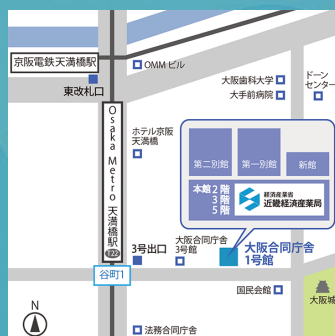 京阪電鉄天満橋駅
東改札口
OMM ビル
大阪歯科大学
大手前病院
ドーン
センター
Osaka Metro 天満橋駅
T22
ホテル京阪
天満橋
第二別館
第一別館
新館
本館2階
3階
5階
経済産業省
近畿経済産業局
3号出口
大阪合同庁舎
3号館
大阪合同庁舎
1号館
谷町1
国民会館
大阪城
N
法務合同庁舎